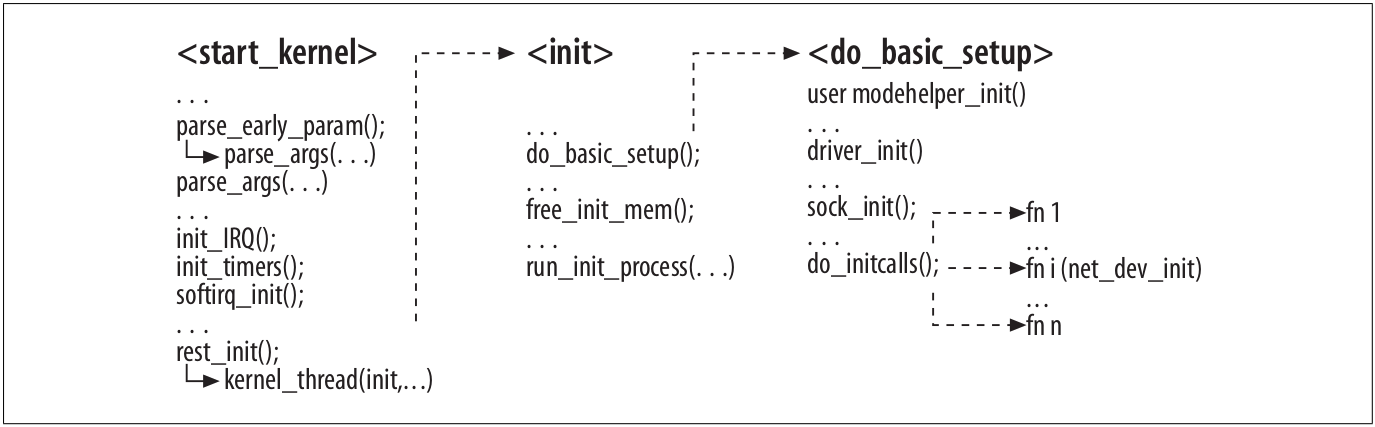 <start_kernel>
. . .
parse_early_param();
parse_args(. . .)
parse_args(. . .)
. . .
init_IRQ();
init_timers();
softirq_init();
. . .
rest_init();
kernel_thread(init,...)
<init>
. . .
do_basic_setup();
. . .
free_init_mem();
. . .
run_init_process(. . .)
<do_basic_setup>
user modehelper_init()
. . .
driver_init()
. . .
sock_init();
. . .
do_initcalls();
fn 1
...
fn i (net_dev_init)
...
fn n